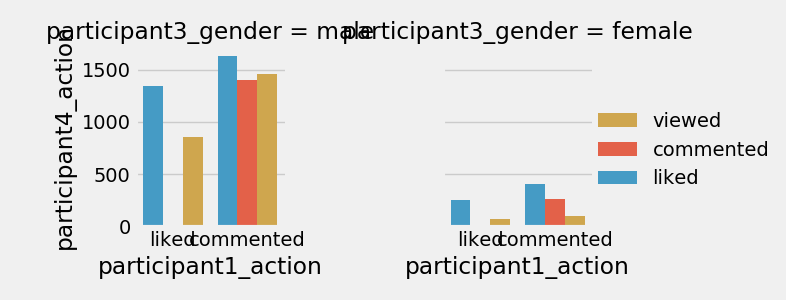 participant3_gender = male
participant3_gender = female
participant4_action
1500
1000
500
0
liked
commented
liked
commented
participant1_action
participant1_action
viewed
commented
liked